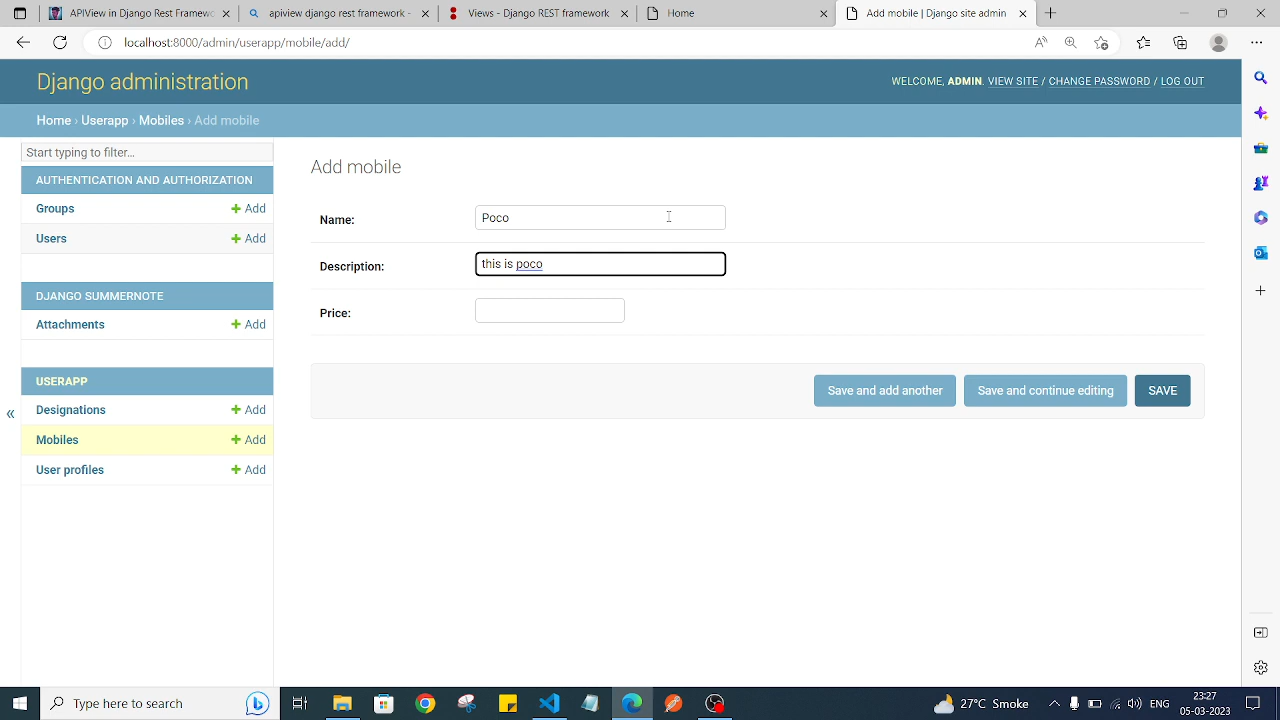 APIView in Django Rest Framewo
apiview django rest framework -
Views - Django REST framework
Home
Add mobile | Django site admin
localhost:8000/admin/userapp/mobile/add/
Django administration
WELCOME, ADMIN. VIEW SITE / CHANGE PASSWORD / LOG OUT
Home › Userapp › Mobiles › Add mobile
Start typing to filter...
AUTHENTICATION AND AUTHORIZATION
Groups + Add
Users + Add
DJANGO SUMMERNOTE
Attachments + Add
USERAPP
Designations + Add
Mobiles + Add
User profiles + Add
«
Add mobile
Name: Poco
Description: this is poco
Price:
Save and add another
Save and continue editing
SAVE
Type here to search
27°C Smoke
ENG
23:27
05-03-2023